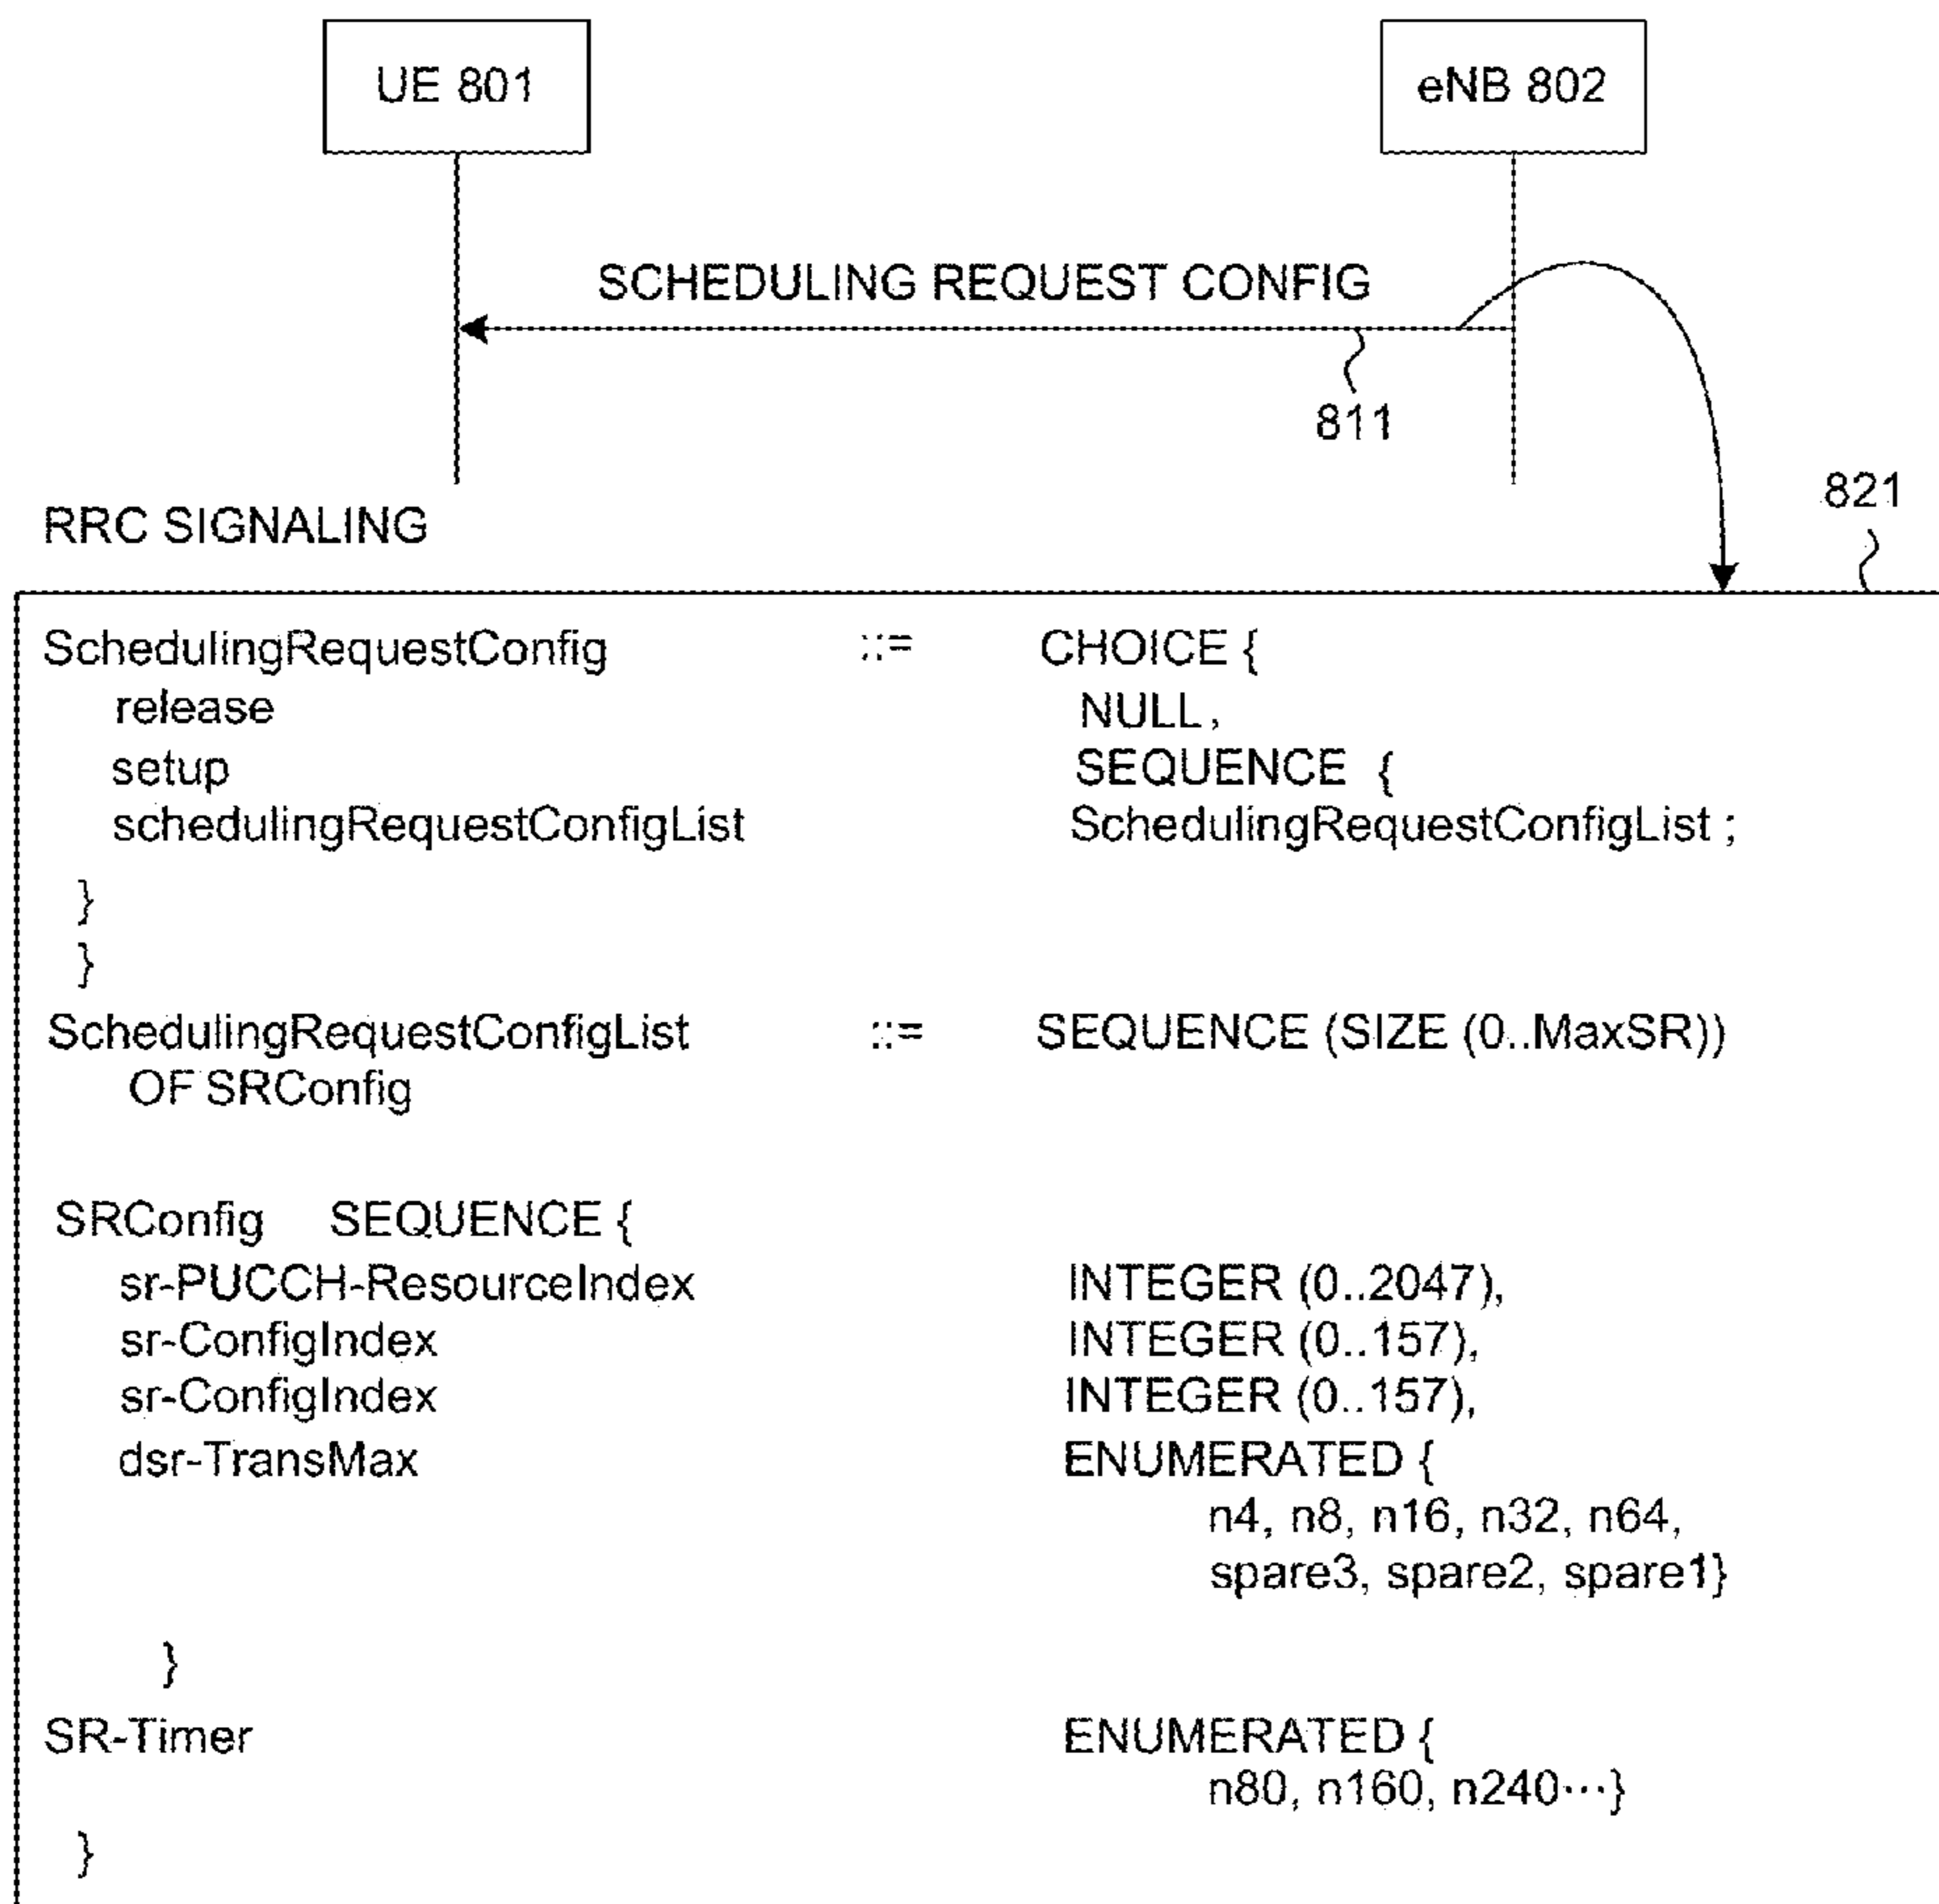 UE 801
eNB 802
SCHEDULING REQUEST CONFIG
811
821
RRC SIGNALING
SchedulingRequestConfig ::= CHOICE {
release NULL,
setup SEQUENCE {
schedulingRequestConfigList SchedulingRequestConfigList ;
}
}
SchedulingRequestConfigList ::= SEQUENCE (SIZE (0..MaxSR))
OF SRConfig
SRConfig SEQUENCE {
sr-PUCCH-ResourceIndex INTEGER (0..2047),
sr-ConfigIndex INTEGER (0..157),
sr-ConfigIndex INTEGER (0..157),
dsr-TransMax ENUMERATED {
n4, n8, n16, n32, n64,
spare3, spare2, spare1}
}
SR-Timer ENUMERATED {
n80, n160, n240···}
}